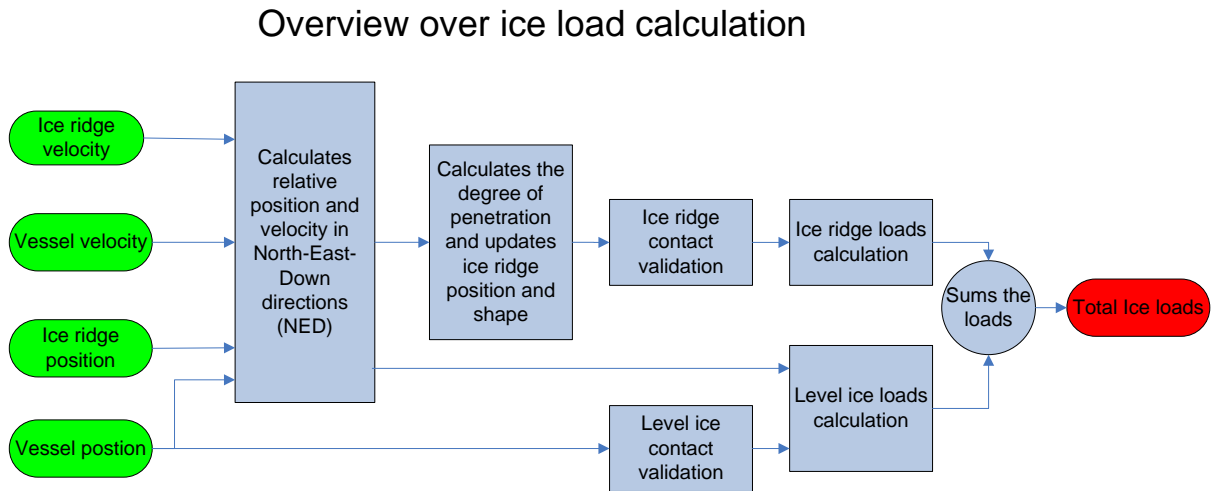 Overview over ice load calculation
Ice ridge
velocity
Vessel velocity
Ice ridge
position
Vessel postion
Calculates
relative
position and
velocity in
North-East-
Down
directions
(NED)
Calculates the
degree of
penetration
and updates
ice ridge
position and
shape
Ice ridge
contact
validation
Ice ridge loads
calculation
Level ice
contact
validation
Level ice loads
calculation
Sums the
loads
Total Ice loads